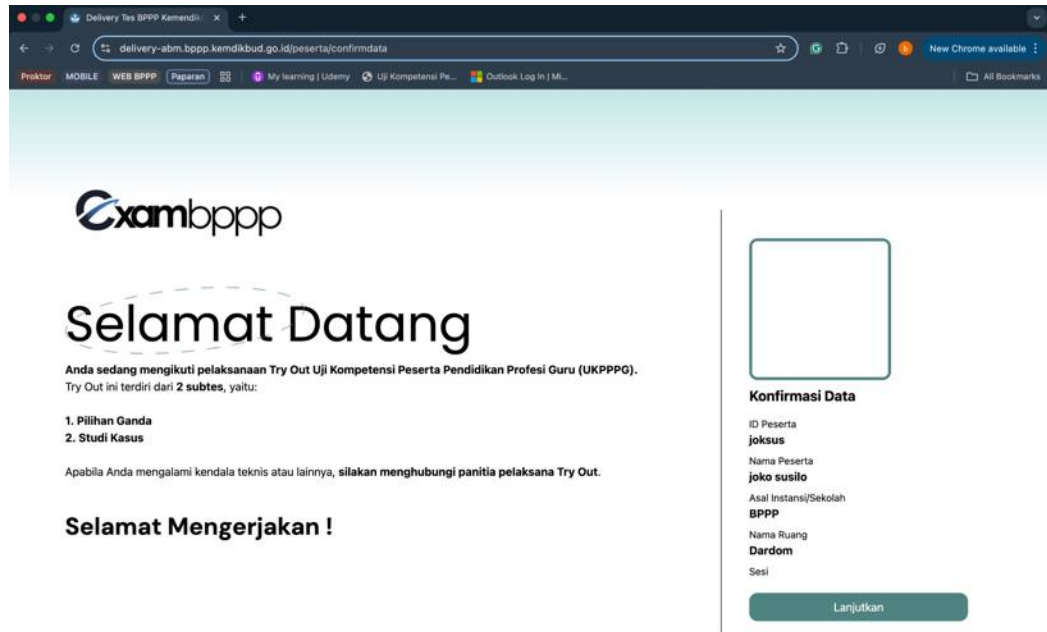 Delivery Tes BPPP Kemendik
delivery-abm.bppp.kemdikbud.go.id/peserta/confirmdata
New Chrome available
Proktor MOBILE WEB BPPP Paparan My learning | Udemy Uji Kompetensi Pe... Outlook Log In | Mi... All Bookmarks
Exambppp
Selamat Datang
Anda sedang mengikuti pelaksanaan Try Out Uji Kompetensi Peserta Pendidikan Profesi Guru (UKPPPG).
Try Out ini terdiri dari 2 subtes, yaitu:
1. Pilihan Ganda
2. Studi Kasus
Apabila Anda mengalami kendala teknis atau lainnya, silakan menghubungi panitia pelaksana Try Out.
Selamat Mengerjakan !
Konfirmasi Data
ID Peserta
joksus
Nama Peserta
joko susilo
Asal Instansi/Sekolah
BPPP
Nama Ruang
Dardom
Sesi
Lanjutkan